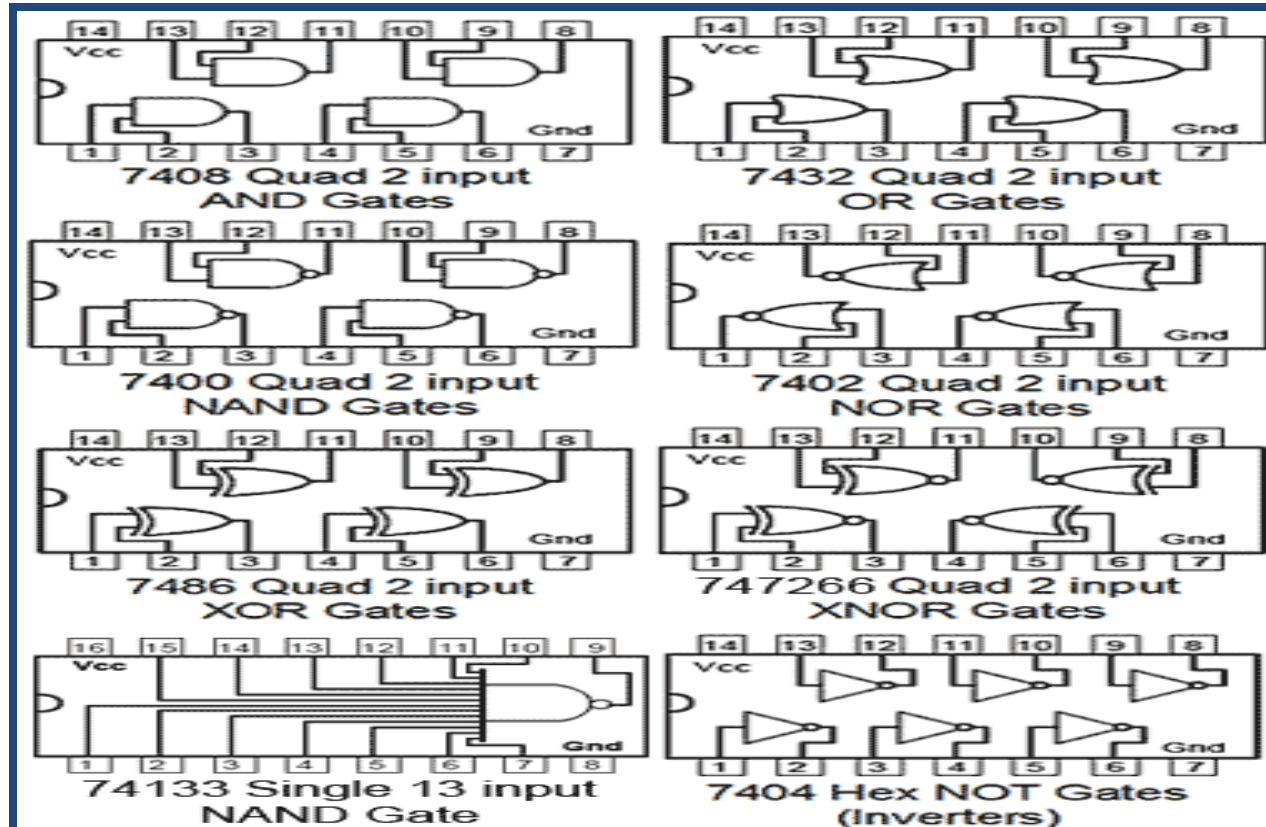 14 13 12 11 10 9 8
Vcc
Gnd
1 2 3 4 5 6 7
7408 Quad 2 input
AND Gates
14 13 12 11 10 9 8
Vcc
Gnd
1 2 3 4 5 6 7
7432 Quad 2 input
OR Gates
14 13 12 11 10 9 8
Vcc
Gnd
1 2 3 4 5 6 7
7400 Quad 2 input
NAND Gates
14 13 12 11 10 9 8
Vcc
Gnd
1 2 3 4 5 6 7
7402 Quad 2 input
NOR Gates
14 13 12 11 10 9 8
Vcc
Gnd
1 2 3 4 5 6 7
7486 Quad 2 input
XOR Gates
14 13 12 11 10 9 8
Vcc
Gnd
1 2 3 4 5 6 7
747266 Quad 2 input
XNOR Gates
16 15 14 13 12 11 10 9
Vcc
Gnd
1 2 3 4 5 6 7 8
74133 Single 13 input
NAND Gate
14 13 12 11 10 9 8
Vcc
Gnd
1 2 3 4 5 6 7
7404 Hex NOT Gates
(Inverters)